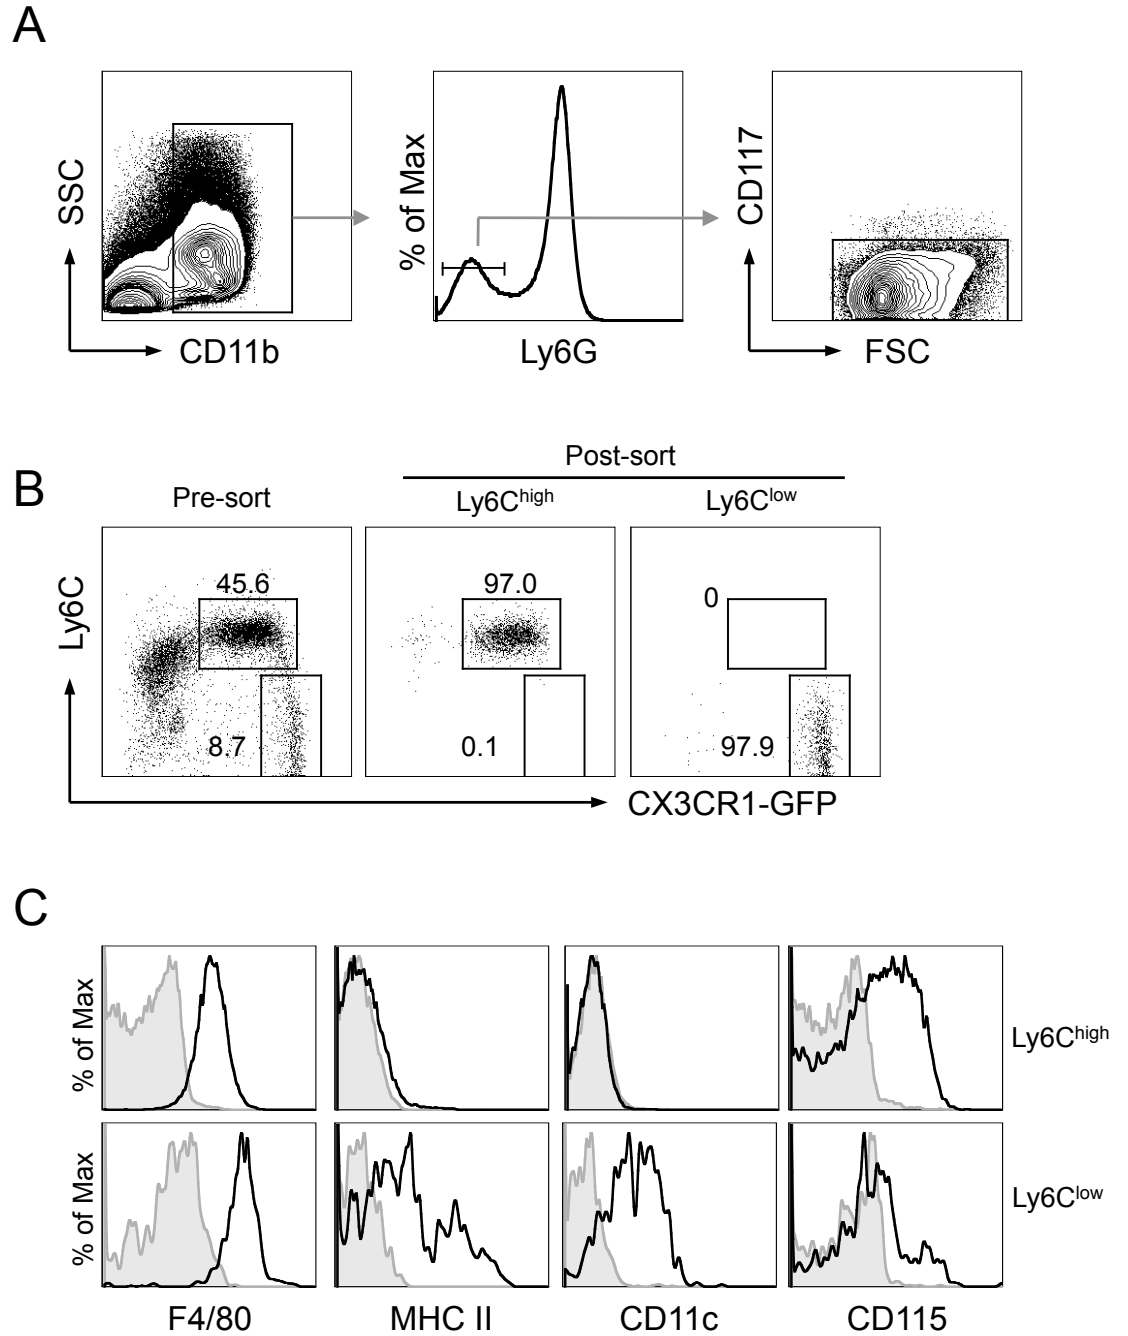 A
SSC
CD11b
% of Max
Ly6G
CD117
FSC
B
Post-sort
Pre-sort
Ly6Chigh
Ly6Clow
Ly6C
45.6
8.7
97.0
0.1
0
97.9
CX3CR1-GFP
C
% of Max
Ly6Chigh
% of Max
Ly6Clow
F4/80
MHC II
CD11c
CD115